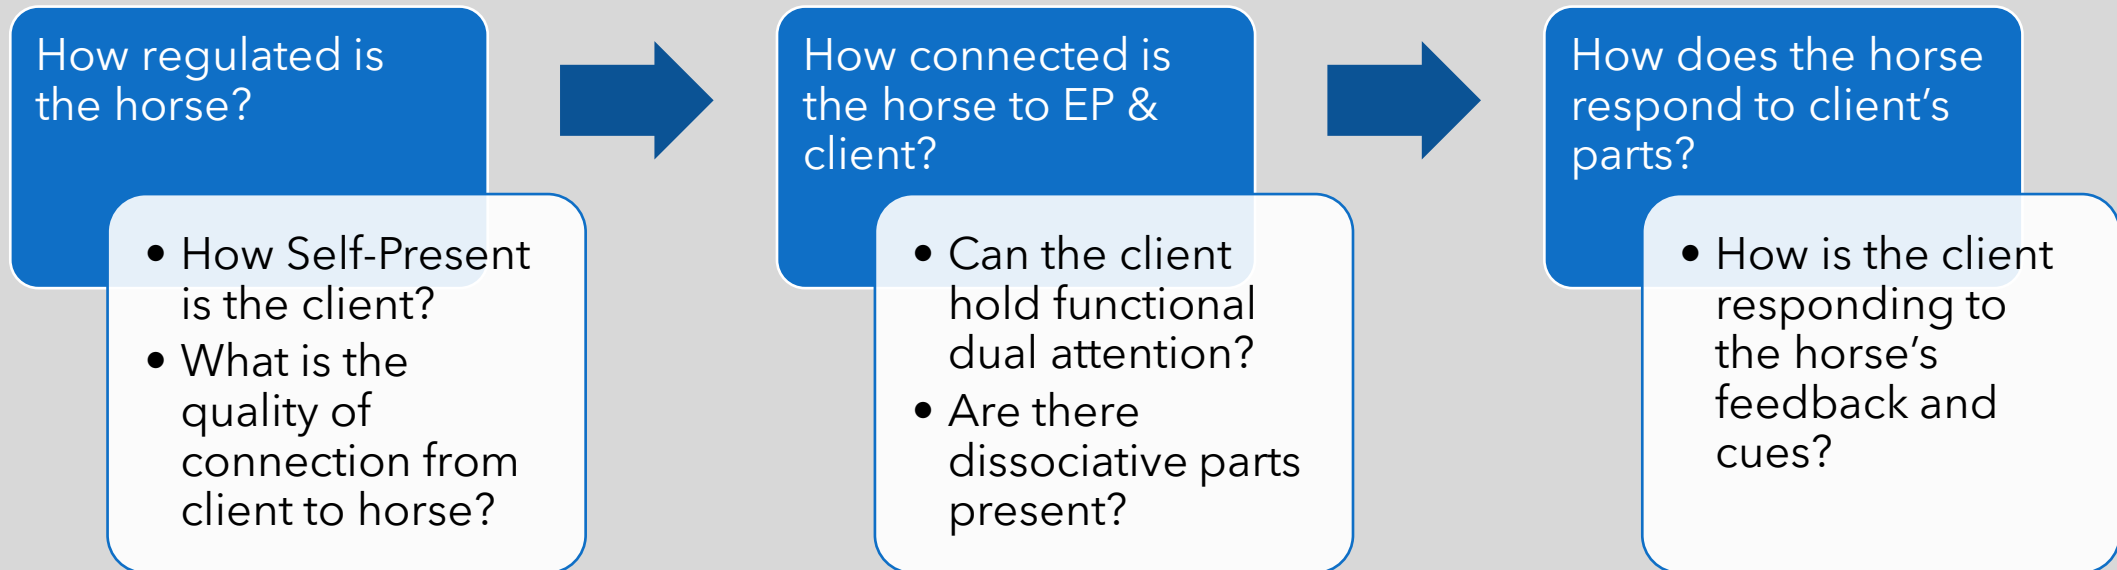 How regulated is
the horse?
• How Self-Present
is the client?
• What is the
quality of
connection from
client to horse?
How connected is
the horse to EP &
client?
• Can the client
hold functional
dual attention?
• Are there
dissociative parts
present?
How does the horse
respond to client’s
parts?
• How is the client
responding to
the horse’s
feedback and
cues?